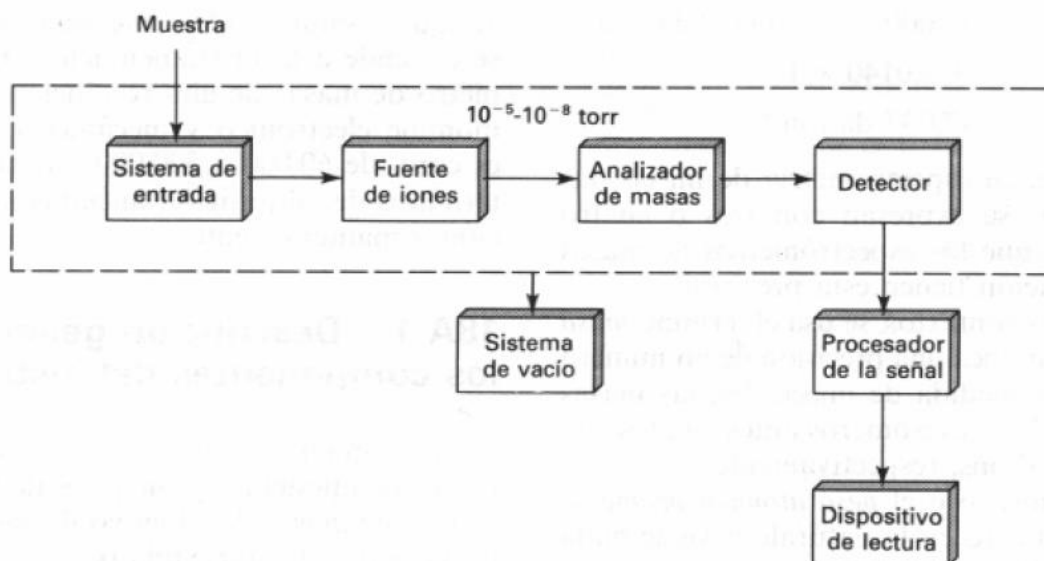 Muestra
10⁻⁵-10⁻⁸ torr
Sistema de
entrada
Fuente
de iones
Analizador
de masas
Detector
Sistema
de vacío
Procesador
de la señal
Dispositivo
de lectura